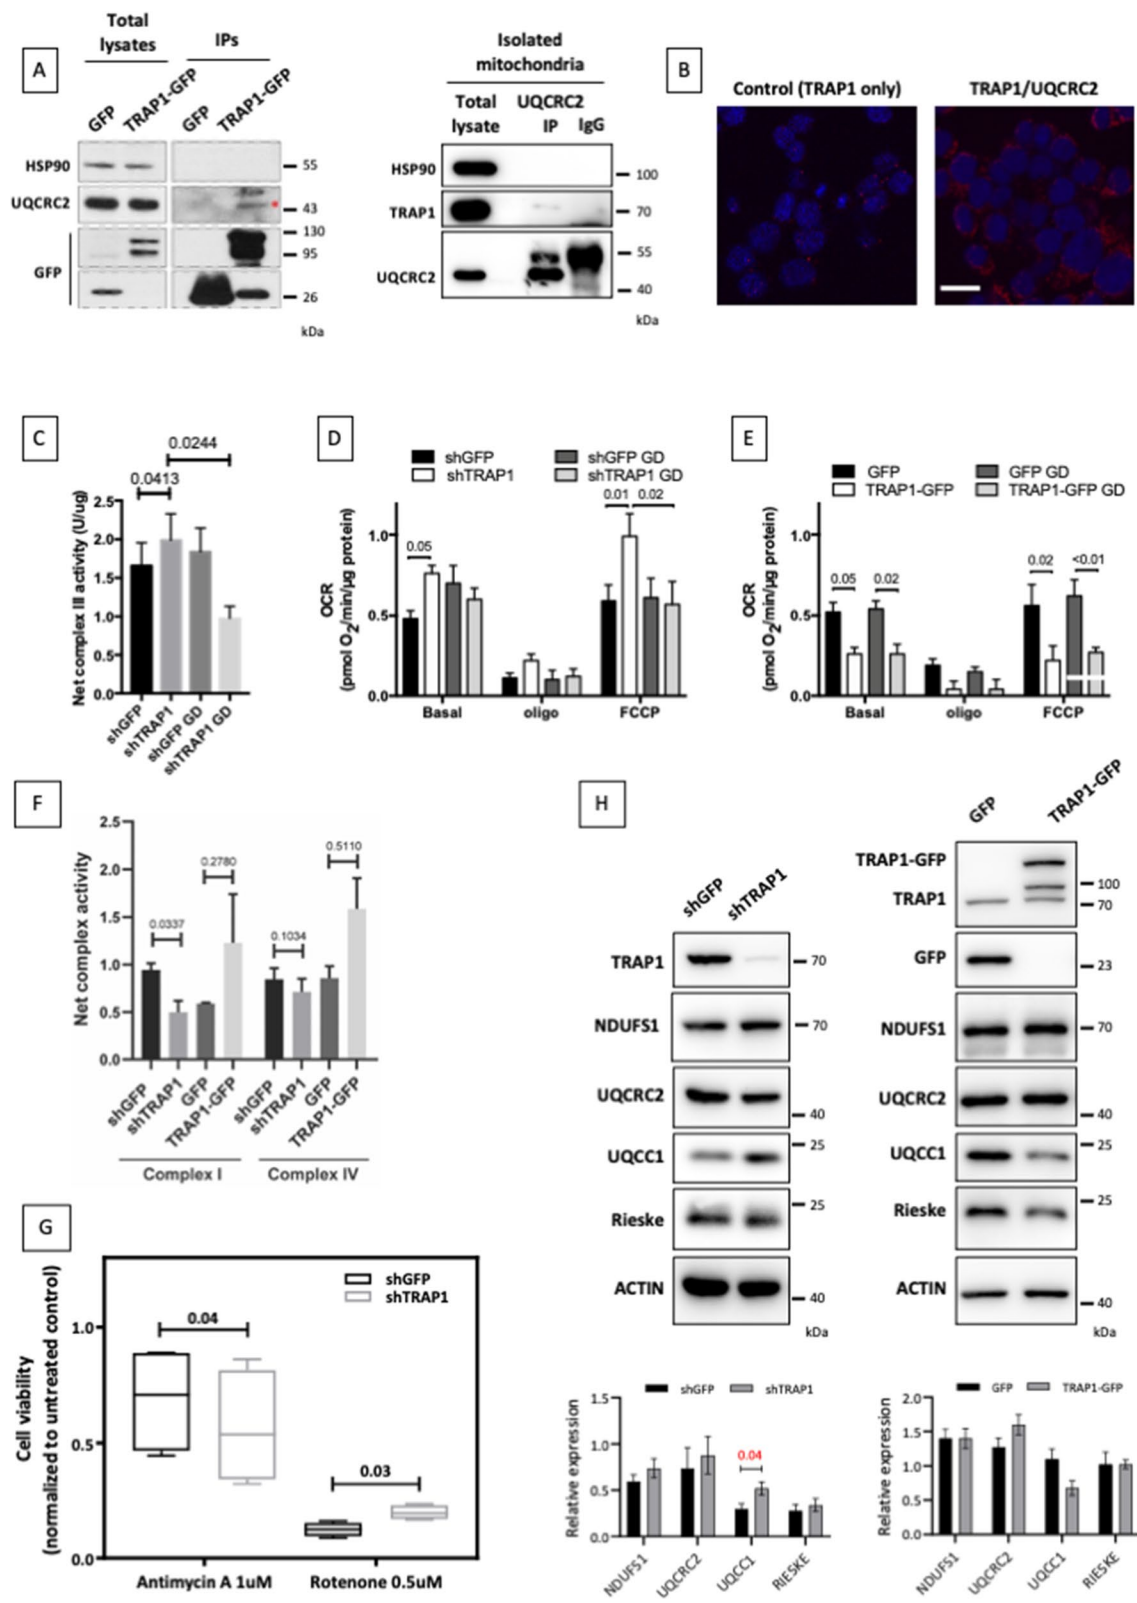 A
Total
lysates
IPs
GFP
TRAP1-GFP
GFP
TRAP1-GFP
HSP90
55
UQCRC2
*
43
GFP
130
95
26
kDa
Isolated
mitochondria
Total
lysate
UQCRC2
IP
IgG
HSP90
100
TRAP1
70
UQCRC2
55
40
kDa
B
Control (TRAP1 only)
TRAP1/UQCRC2
C
Net complex III activity (U/ug)
2.5
2.0
1.5
1.0
0.5
0.0
0.0244
0.0413
shGFP
shTRAP1
shGFP GD
shTRAP1 GD
D
shGFP
shTRAP1
shGFP GD
shTRAP1 GD
OCR
(pmol O2/min/µg protein)
1.0
0.5
0.0
0.05
0.01
0.02
Basal
oligo
FCCP
E
GFP
TRAP1-GFP
GFP GD
TRAP1-GFP GD
OCR
(pmol O2/min/µg protein)
1.0
0.5
0.0
0.05
0.02
0.02
<0.01
Basal
oligo
FCCP
F
Net complex activity
2.5
2.0
1.5
1.0
0.5
0.0
0.0337
0.2780
0.1034
0.5110
shGFP
shTRAP1
GFP
TRAP1-GFP
shGFP
shTRAP1
GFP
TRAP1-GFP
Complex I
Complex IV
G
Cell viability
(normalized to untreated control)
1.0
0.5
0.0
shGFP
shTRAP1
0.04
0.03
Antimycin A 1uM
Rotenone 0.5uM
H
shGFP
shTRAP1
TRAP1
70
NDUFS1
70
UQCRC2
40
UQCC1
25
Rieske
25
ACTIN
40
kDa
GFP
TRAP1-GFP
TRAP1-GFP
100
TRAP1
70
GFP
23
NDUFS1
70
UQCRC2
40
UQCC1
25
Rieske
25
ACTIN
40
kDa
shGFP
shTRAP1
Relative expression
1.5
1.0
0.5
0.0
0.04
NDUFS1
UQCRC2
UQCC1
RIESKE
GFP
TRAP1-GFP
Relative expression
2.0
1.5
1.0
0.5
0.0
NDUFS1
UQCRC2
UQCC1
RIESKE